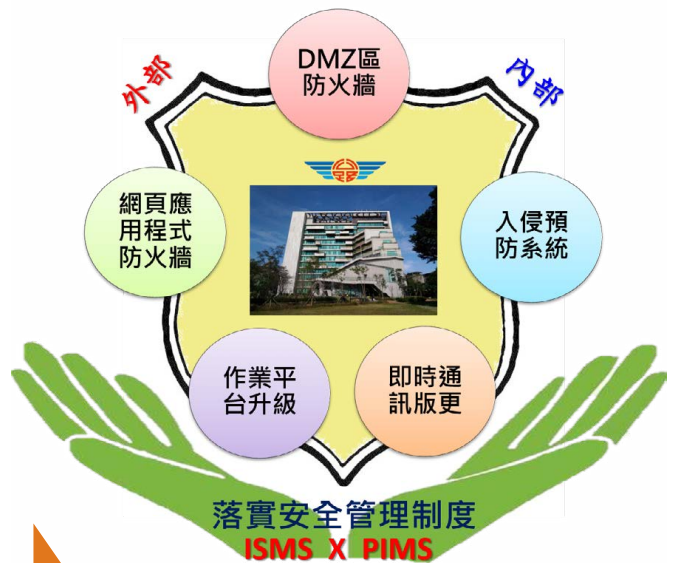 DMZ區
防火牆
外部
內部
網頁應
用程式
防火牆
入侵預
防系統
作業平
台升級
即時通
訊版更
落實安全管理制度
ISMS X PIMS